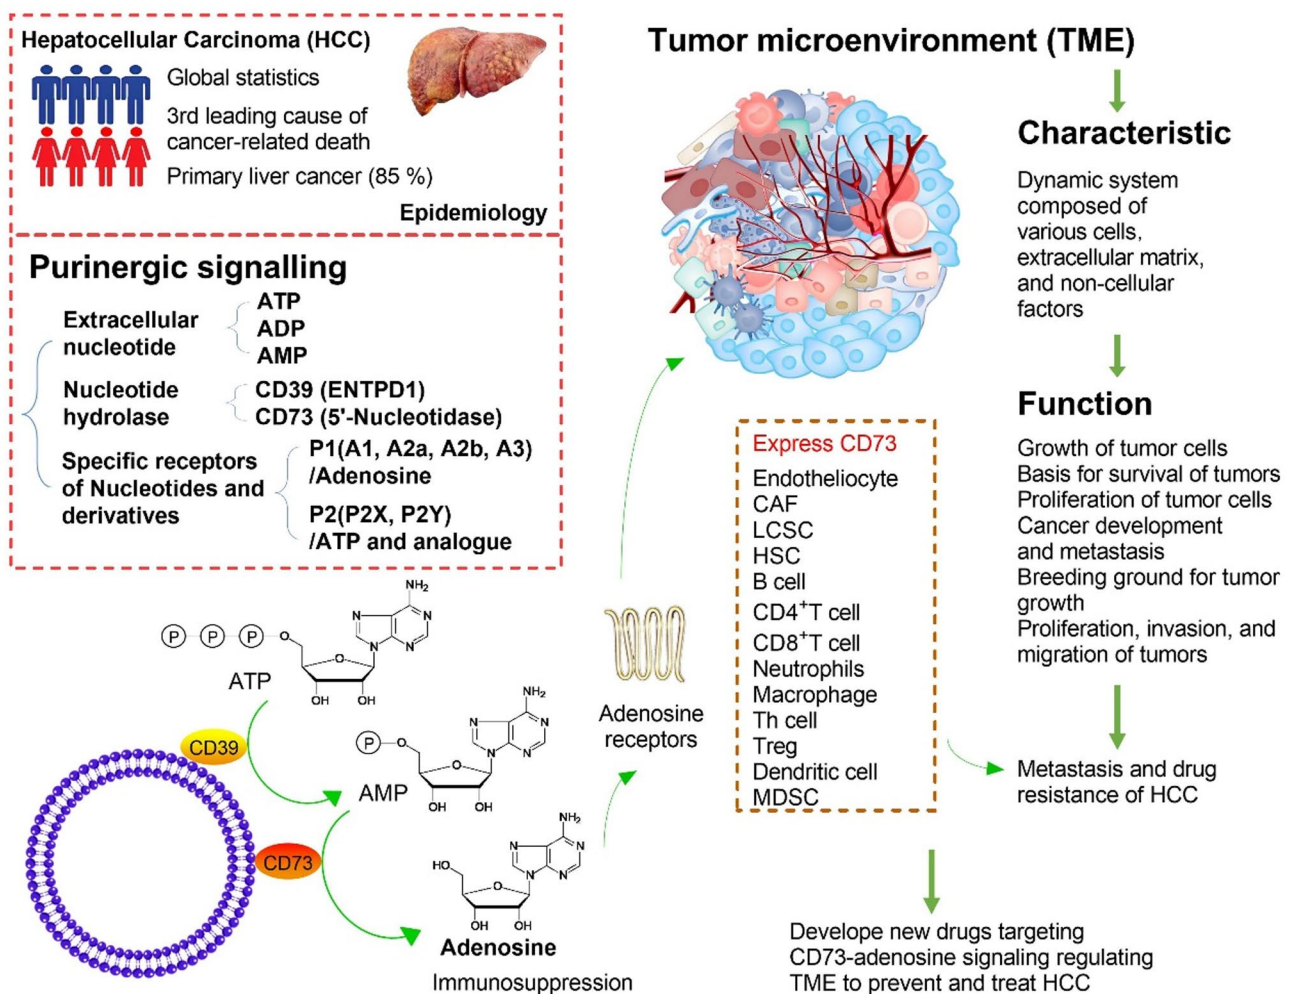 Hepatocellular Carcinoma (HCC)
Global statistics
3rd leading cause of
cancer-related death
Primary liver cancer (85 %)
Epidemiology
Purinergic signalling
Extracellular
nucleotide
ATP
ADP
AMP
Nucleotide
hydrolase
CD39 (ENTPD1)
CD73 (5'-Nucleotidase)
Specific receptors
of Nucleotides and
derivatives
P1(A1, A2a, A2b, A3)
/Adenosine
P2(P2X, P2Y)
/ATP and analogue
NH₂
N
N
N
N
P
P
P
O
O
OH
OH
ATP
CD39
NH₂
N
N
N
N
P
O
O
OH
OH
AMP
CD73
NH₂
N
N
N
N
HO
O
OH
OH
Adenosine
Immunosuppression
Adenosine
receptors
Tumor microenvironment (TME)
Characteristic
Dynamic system
composed of
various cells,
extracellular matrix,
and non-cellular
factors
Function
Growth of tumor cells
Basis for survival of tumors
Proliferation of tumor cells
Cancer development
and metastasis
Breeding ground for tumor
growth
Proliferation, invasion, and
migration of tumors
Metastasis and drug
resistance of HCC
Express CD73
Endotheliocyte
CAF
LCSC
HSC
B cell
CD4⁺T cell
CD8⁺T cell
Neutrophils
Macrophage
Th cell
Treg
Dendritic cell
MDSC
Develope new drugs targeting
CD73-adenosine signaling regulating
TME to prevent and treat HCC